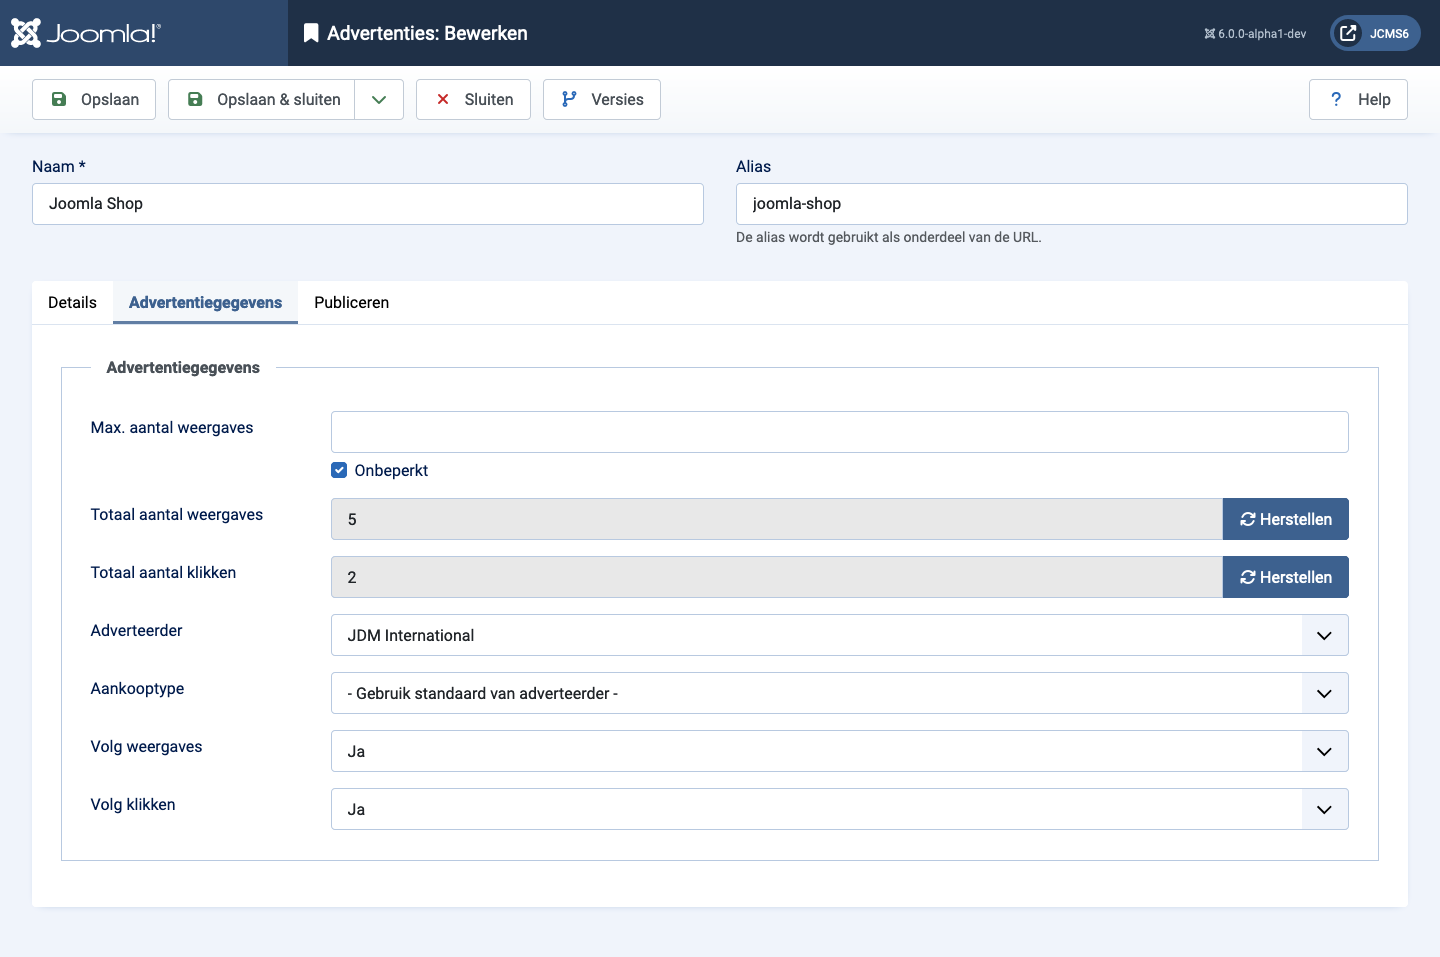 Joomla!®
Advertenties: Bewerken
6.0.0-alpha1-dev
JCMS6
Opslaan
Opslaan & sluiten
Sluiten
Versies
? Help
Naam *
Joomla Shop
Alias
joomla-shop
De alias wordt gebruikt als onderdeel van de URL.
Details
Advertentiegegevens
Publiceren
Advertentiegegevens
Max. aantal weergaves
Onbeperkt
Totaal aantal weergaves
5
Herstellen
Totaal aantal klikken
2
Herstellen
Adverteerder
JDM International
Aankooptype
- Gebruik standaard van adverteerder -
Volg weergaves
Ja
Volg klikken
Ja